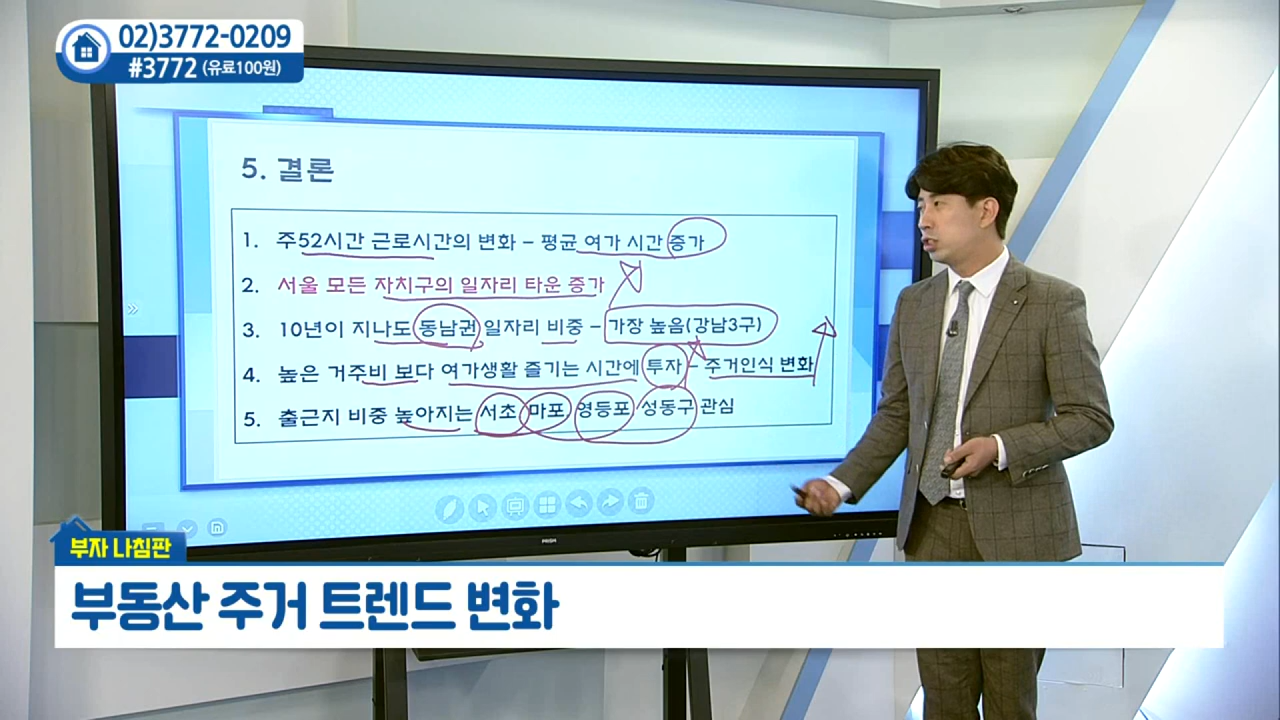 02)3772-0209
#3772 (유료100원)
5. 결론
1. 주52시간 근로시간의 변화 – 평균 여가 시간 증가
2. 서울 모든 자치구의 일자리 타운 증가
3. 10년이 지나도 동남권 일자리 비중 – 가장 높음(강남3구)
4. 높은 거주비 보다 여가생활 즐기는 시간에 투자 – 주거인식 변화
5. 출근지 비중 높아지는 서초 마포 영등포 성동구 관심
부자 나침판
부동산 주거 트렌드 변화